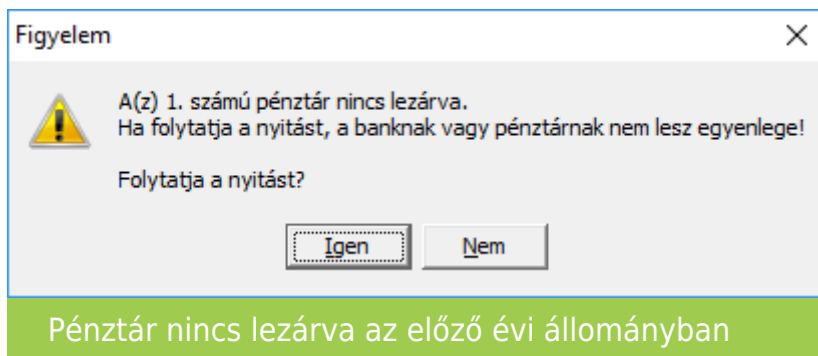 Figyelem
A(z) 1. számú pénztár nincs lezárva.
Ha folytatja a nyitást, a banknak vagy pénztárnak nem lesz egyenlege!
Folytatja a nyitást?
Igen
Nem
Pénztár nincs lezárva az előző évi állományban